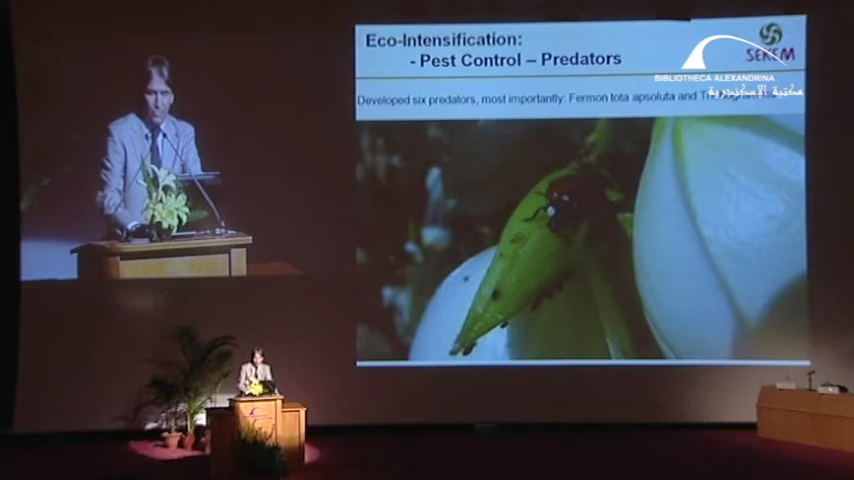 Eco-Intensification:
- Pest Control – Predators
SEKEM
BIBLIOTHECA ALEXANDRINA
مكتبة الإسكندرية
Developed six predators, most importantly: Fermon tota apsoluta and